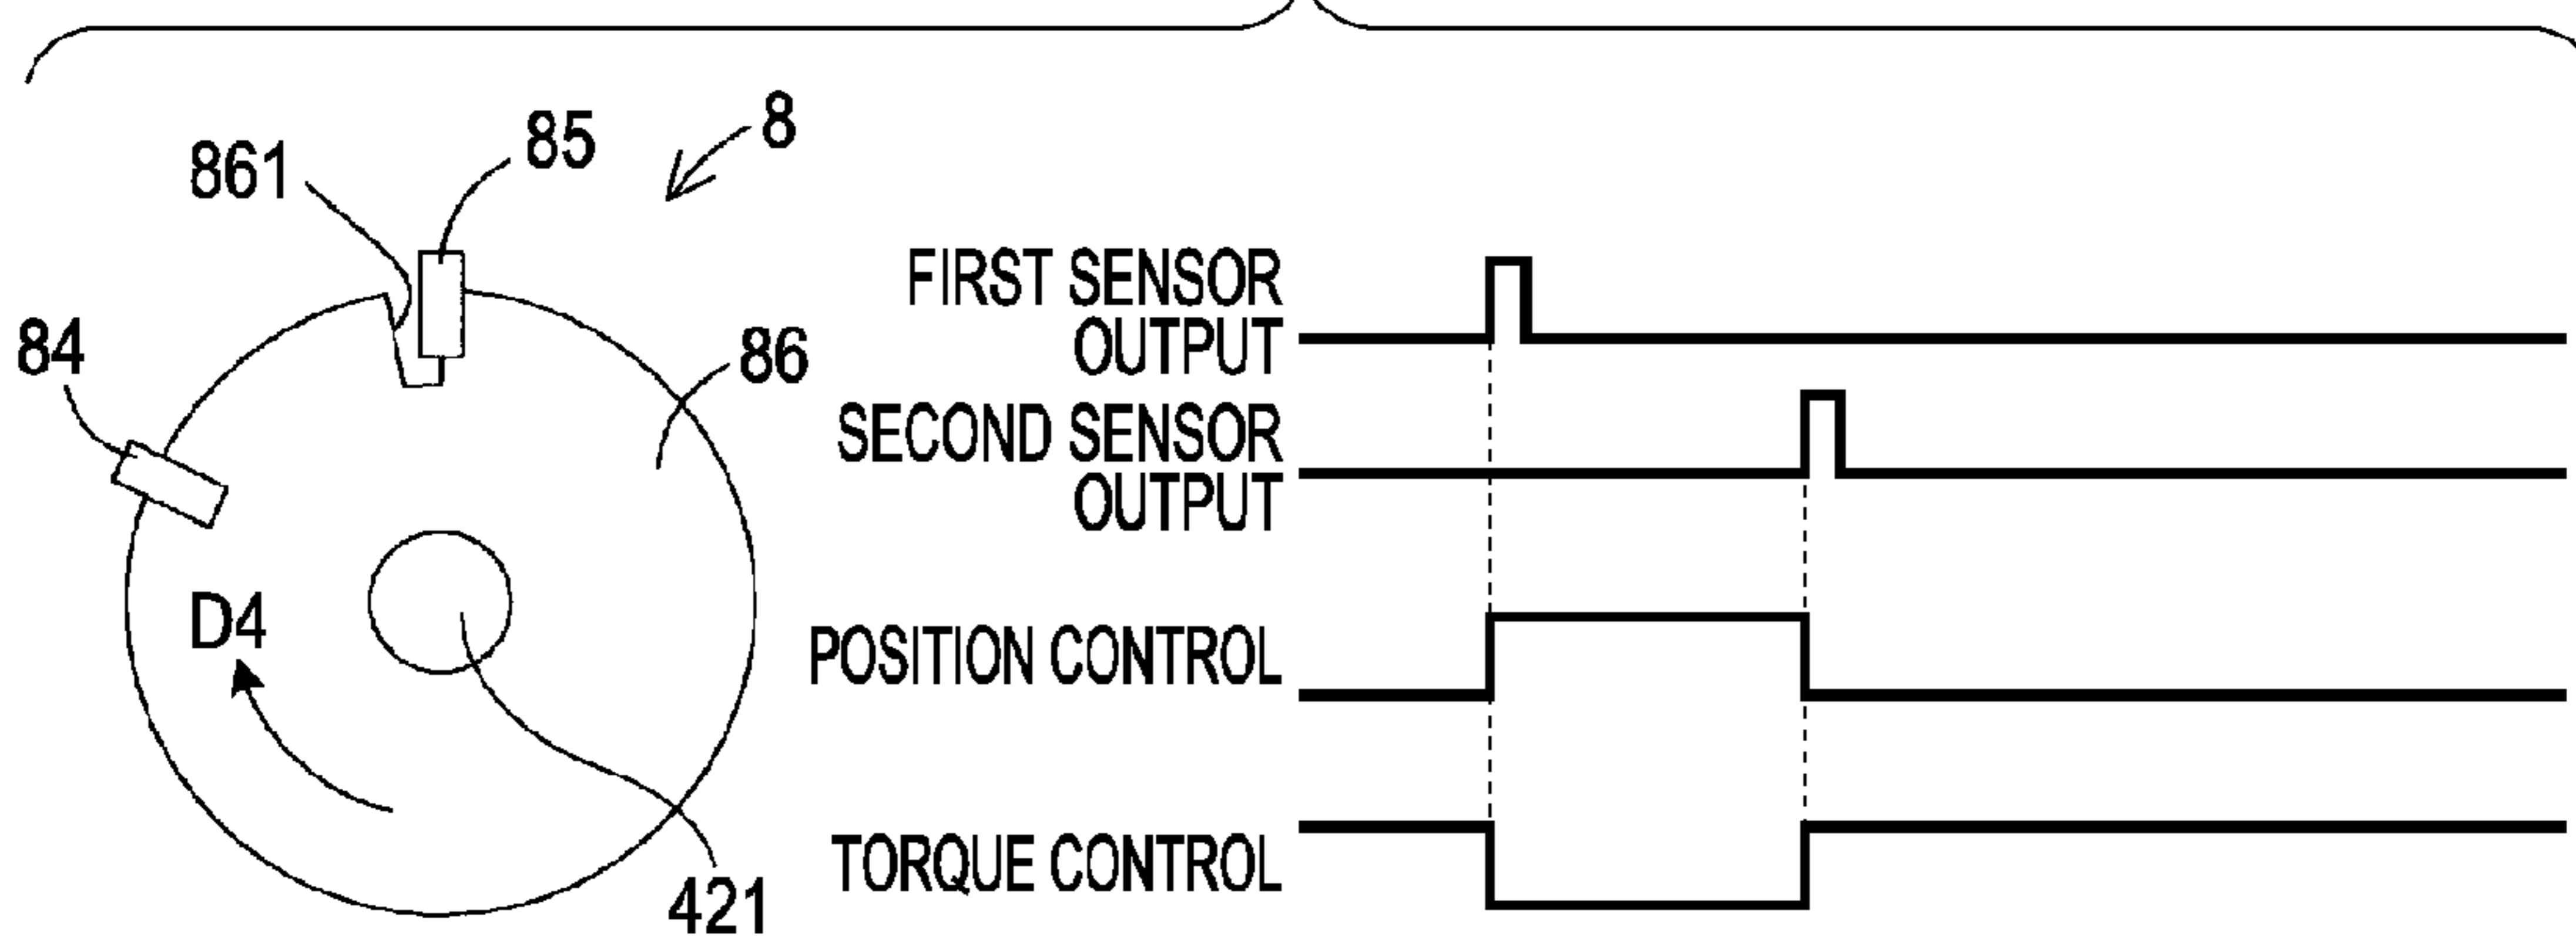 8
85
861
84
86
D4
421
FIRST SENSOR
OUTPUT
SECOND SENSOR
OUTPUT
POSITION CONTROL
TORQUE CONTROL